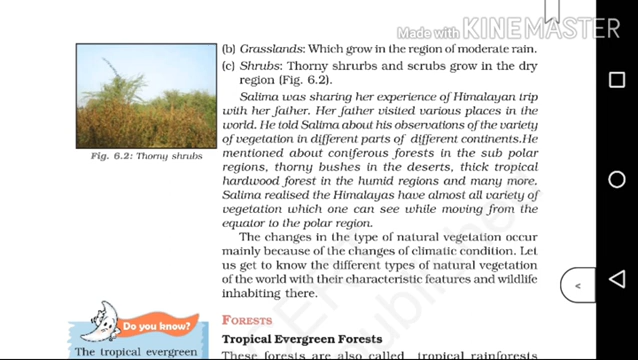 Made with KINEMASTER
(b) Grasslands: Which grow in the region of moderate rain.
(c) Shrubs: Thorny shrurbs and scrubs grow in the dry
region (Fig. 6.2).
Salima was sharing her experience of Himalayan trip
with her father. Her father visited various places in the
world. He told Salima about his observations of the variety
of vegetation in different parts of different continents.He
mentioned about coniferous forests in the sub polar
regions, thorny bushes in the deserts, thick tropical
hardwood forest in the humid regions and many more.
Salima realised the Himalayas have almost all variety of
vegetation which one can see while moving from the
equator to the polar region.
Fig. 6.2: Thorny shrubs
The changes in the type of natural vegetation occur
mainly because of the changes of climatic condition. Let
us get to know the different types of natural vegetation
of the world with their characteristic features and wildlife
inhabiting there.
FORESTS
Tropical Evergreen Forests
These forests are also called tropical rainforests
Do you know?
The tropical evergreen